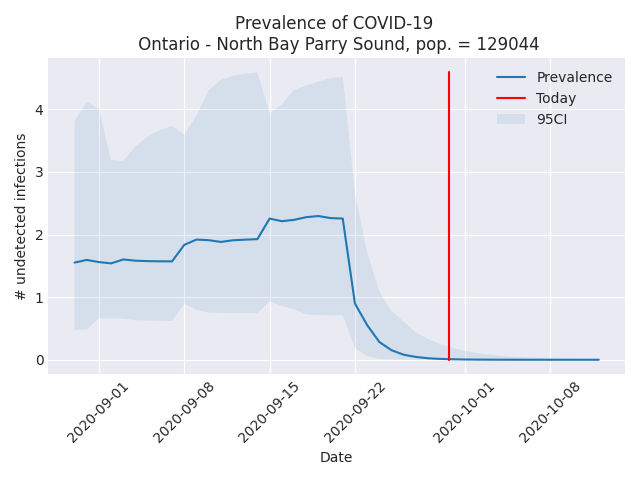 Prevalence of COVID-19
Ontario - North Bay Parry Sound, pop. = 129044
Prevalence
Today
95CI
# undetected infections
4
3
2
1
0
2020-09-01
2020-09-08
2020-09-15
2020-09-22
2020-10-01
2020-10-08
Date